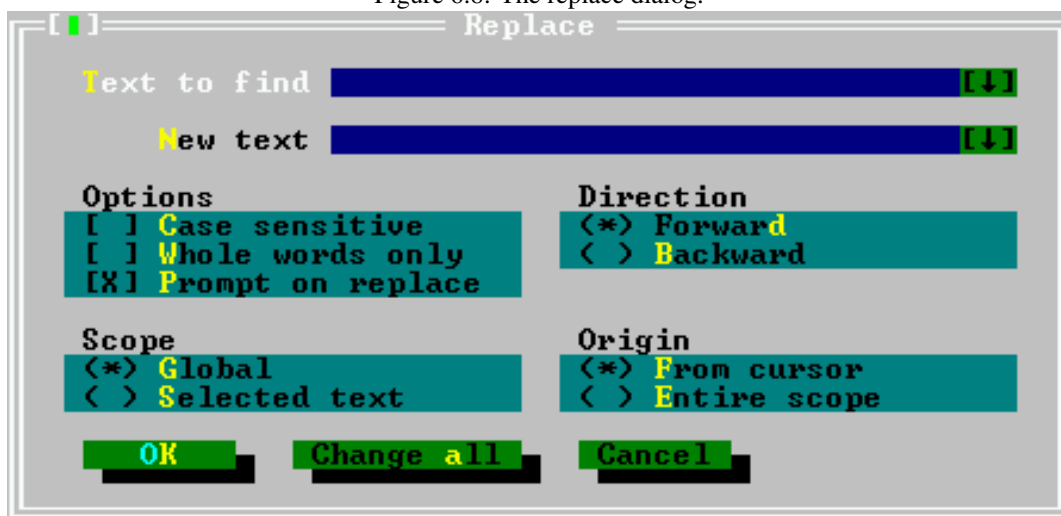 Figure 6.8: The replace dialog.
[▮] Replace
Text to find [↓]
New text [↓]
Options
[ ] Case sensitive
[ ] Whole words only
[X] Prompt on replace
Direction
(*) Forward
( ) Backward
Scope
(*) Global
( ) Selected text
Origin
(*) From cursor
( ) Entire scope
OK Change all Cancel